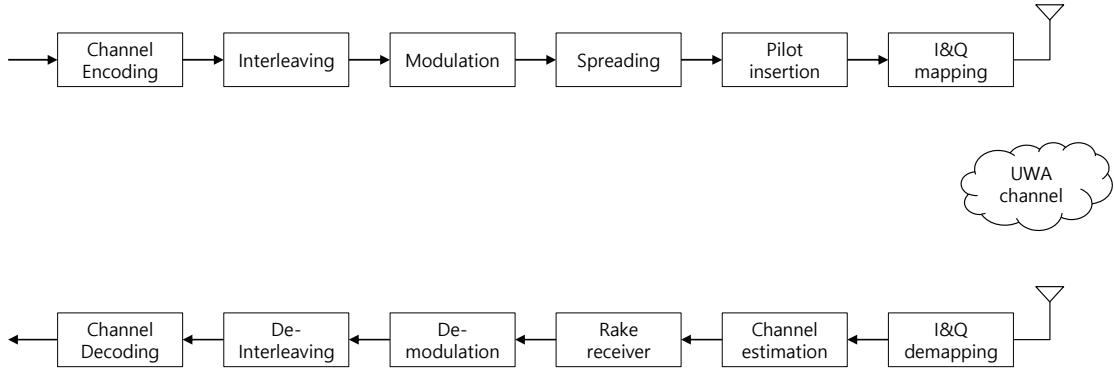 Channel
Encoding
Interleaving
Modulation
Spreading
Pilot
insertion
I&Q
mapping
UWA
channel
Channel
Decoding
De-
Interleaving
De-
modulation
Rake
receiver
Channel
estimation
I&Q
demapping